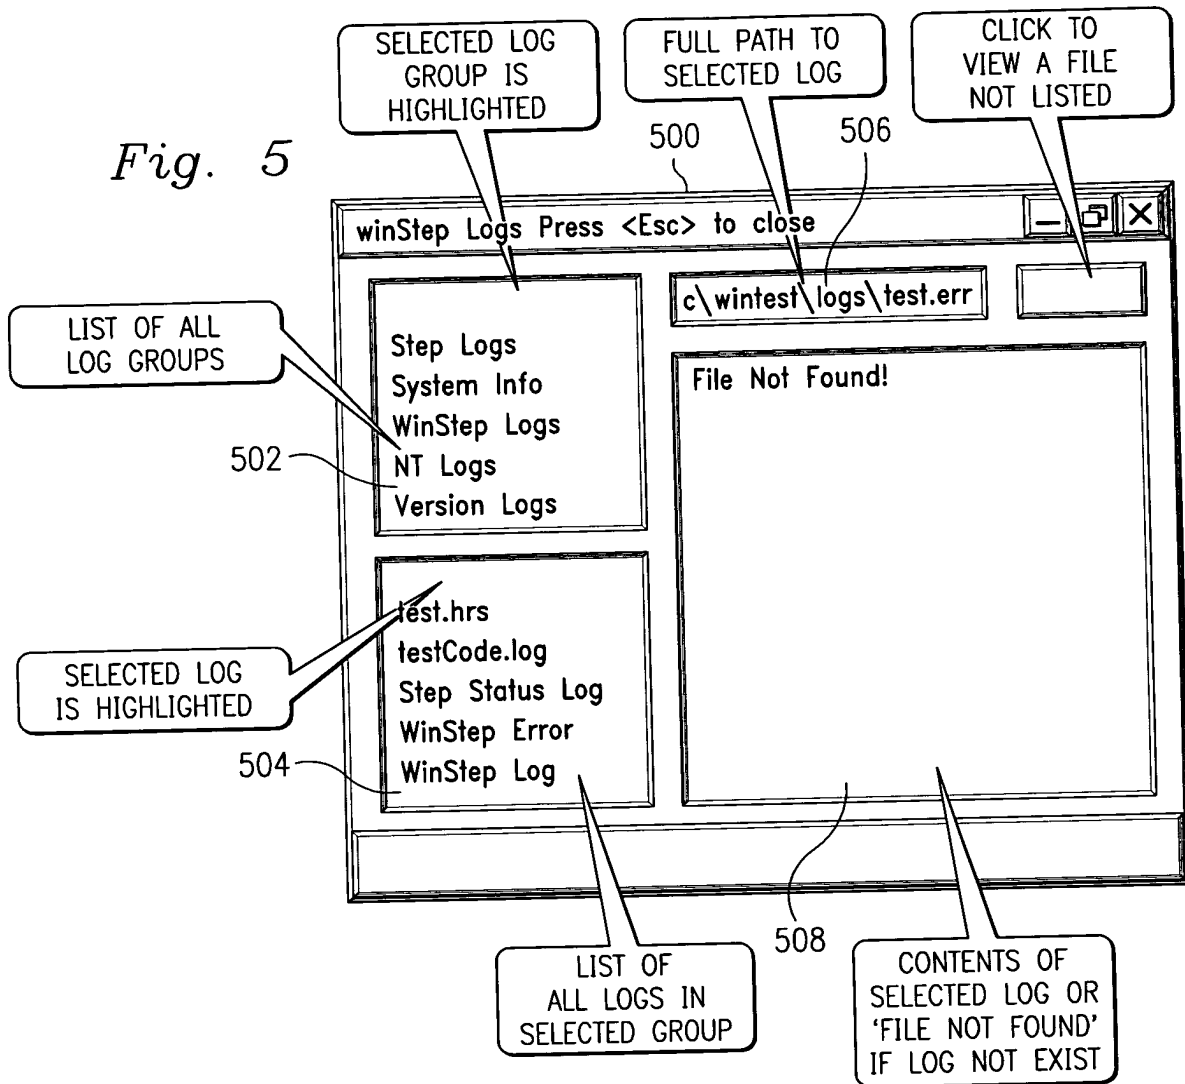 Fig. 5
SELECTED LOG
GROUP IS
HIGHLIGHTED
FULL PATH TO
SELECTED LOG
CLICK TO
VIEW A FILE
NOT LISTED
500
506
winStep Logs Press <Esc> to close
c\wintest\logs\test.err
LIST OF ALL
LOG GROUPS
Step Logs
System Info
WinStep Logs
NT Logs
Version Logs
502
File Not Found!
test.hrs
testCode.log
Step Status Log
WinStep Error
WinStep Log
SELECTED LOG
IS HIGHLIGHTED
504
508
LIST OF
ALL LOGS IN
SELECTED GROUP
CONTENTS OF
SELECTED LOG OR
‘FILE NOT FOUND’
IF LOG NOT EXIST